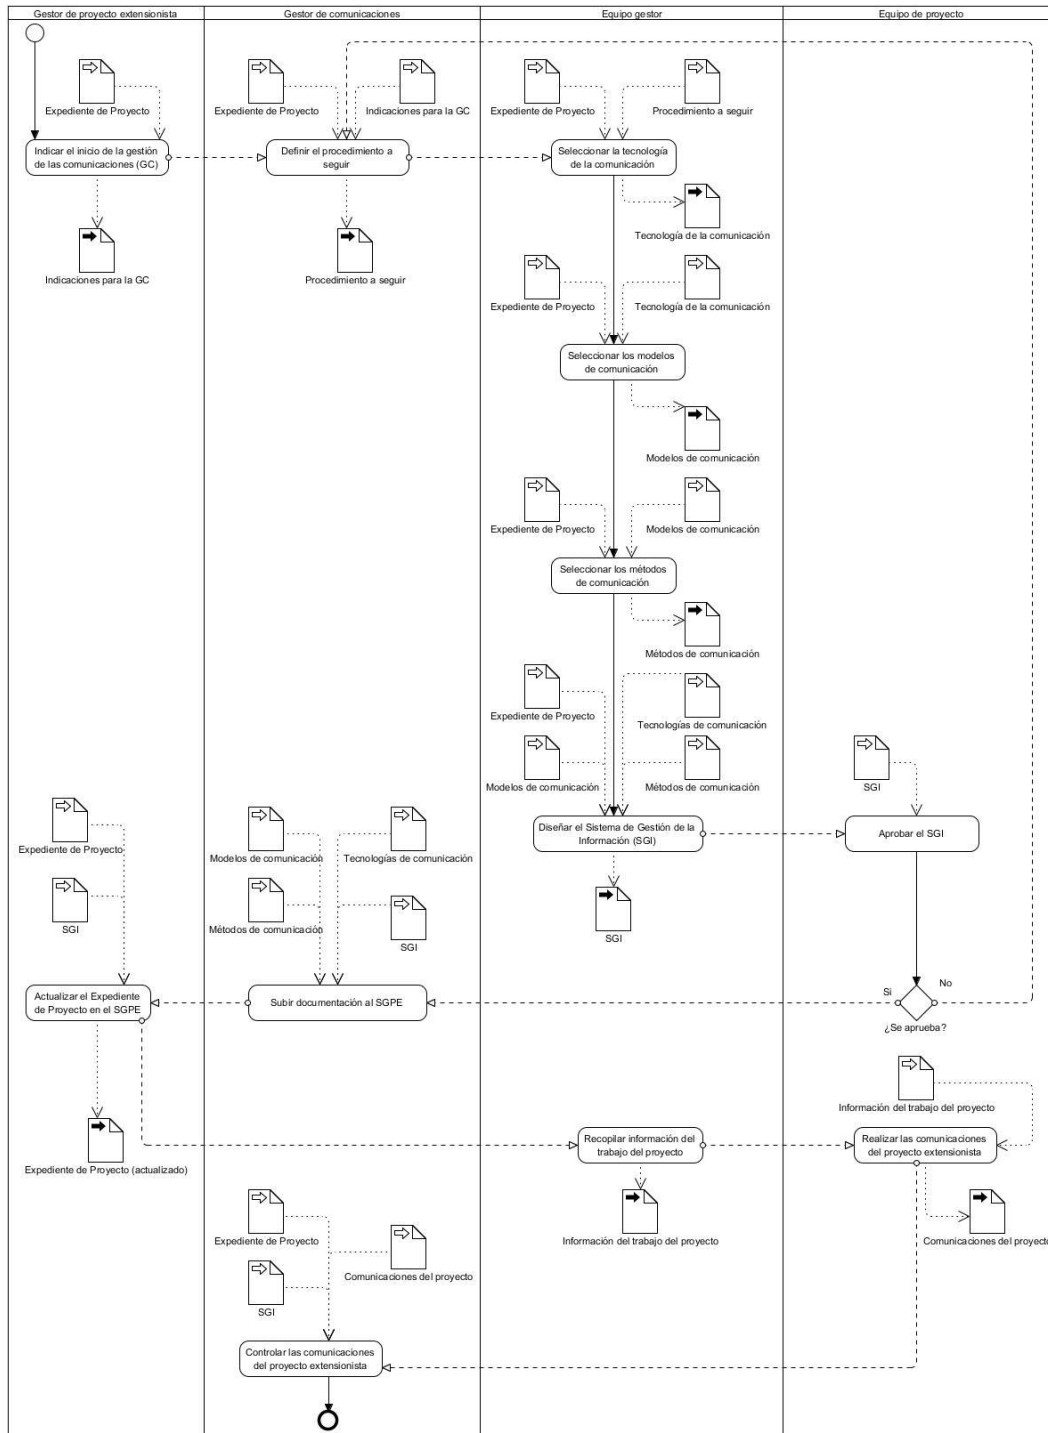 Gestor de proyecto extensionista
Gestor de comunicaciones
Equipo gestor
Equipo de proyecto
Expediente de Proyecto
Expediente de Proyecto
Indicaciones para la GC
Expediente de Proyecto
Procedimiento a seguir
Indicar el inicio de la gestión
de las comunicaciones (GC)
Definir el procedimiento a
seguir
Seleccionar la tecnología
de la comunicación
Tecnología de la comunicación
Indicaciones para la GC
Procedimiento a seguir
Expediente de Proyecto
Tecnología de la comunicación
Seleccionar los modelos
de comunicación
Modelos de comunicación
Expediente de Proyecto
Modelos de comunicación
Seleccionar los métodos
de comunicación
Métodos de comunicación
Expediente de Proyecto
Tecnologías de comunicación
Modelos de comunicación
Métodos de comunicación
SGI
Diseñar el Sistema de Gestión de la
Información (SGI)
Aprobar el SGI
Expediente de Proyecto
Modelos de comunicación
Tecnologías de comunicación
SGI
Métodos de comunicación
SGI
SGI
Actualizar el Expediente
de Proyecto en el SGPE
Subir documentación al SGPE
Si
No
¿Se aprueba?
Información del trabajo del proyecto
Expediente de Proyecto (actualizado)
Recopilar información del
trabajo del proyecto
Realizar las comunicaciones
del proyecto extensionista
Información del trabajo del proyecto
Comunicaciones del proyecto
Expediente de Proyecto
Comunicaciones del proyecto
SGI
Controlar las comunicaciones
del proyecto extensionista